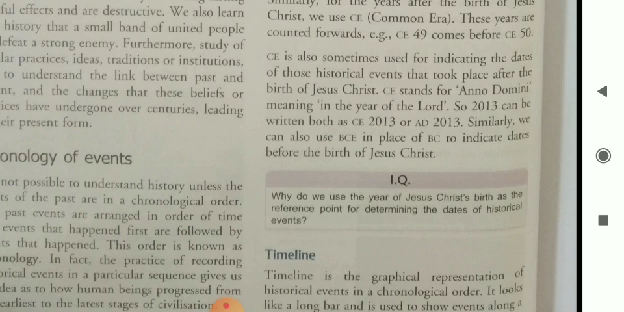 ful effects and are destructive. We also learn
history that a small band of united people
defeat a strong enemy. Furthermore, study of
lar practices, ideas, traditions or institutions,
to understand the link between past and
nt, and the changes that these beliefs or
ices have undergone over centuries, leading
eir present form.
onology of events
not possible to understand history unless the
ts of the past are in a chronological order.
past events are arranged in order of time
events that happened first are followed by
ts that happened. This order is known as
nology. In fact, the practice of recording
orical events in a particular sequence gives us
dea as to how human beings progressed from
earliest to the latest stages of civilisation
Similarly, for the years after the birth of Jesus
Christ, we use CE (Common Era). These years are
counted forwards, e.g., CE 49 comes before CE 50.
CE is also sometimes used for indicating the dates
of those historical events that took place after the
birth of Jesus Christ. CE stands for 'Anno Domini'
meaning 'in the year of the Lord'. So 2013 can be
written both as CE 2013 or AD 2013. Similarly, we
can also use BCE in place of BC to indicate dates
before the birth of Jesus Christ.
I.Q.
Why do we use the year of Jesus Christ's birth as the
reference point for determining the dates of historical
events?
Timeline
Timeline is the graphical representation of
historical events in a chronological order. It looks
like a long bar and is used to show events along a